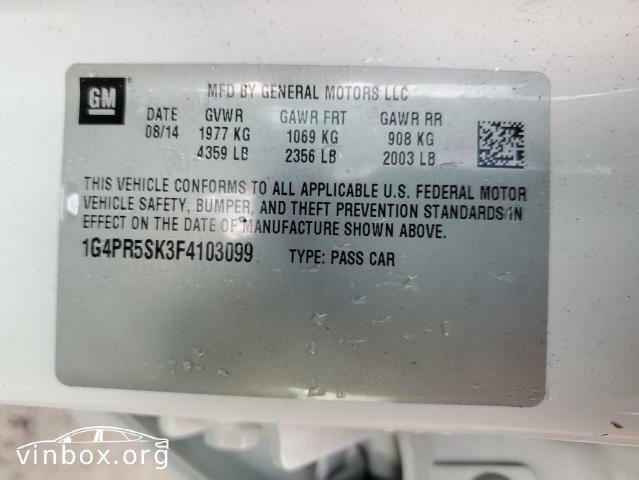 GM
MFD BY GENERAL MOTORS LLC
DATE GVWR GAWR FRT GAWR RR
08/14 1977 KG 1069 KG 908 KG
4359 LB 2356 LB 2003 LB
THIS VEHICLE CONFORMS TO ALL APPLICABLE U.S. FEDERAL MOTOR
VEHICLE SAFETY, BUMPER, AND THEFT PREVENTION STANDARDS IN
EFFECT ON THE DATE OF MANUFACTURE SHOWN ABOVE.
1G4PR5SK3F4103099 TYPE: PASS CAR
vinbox.org